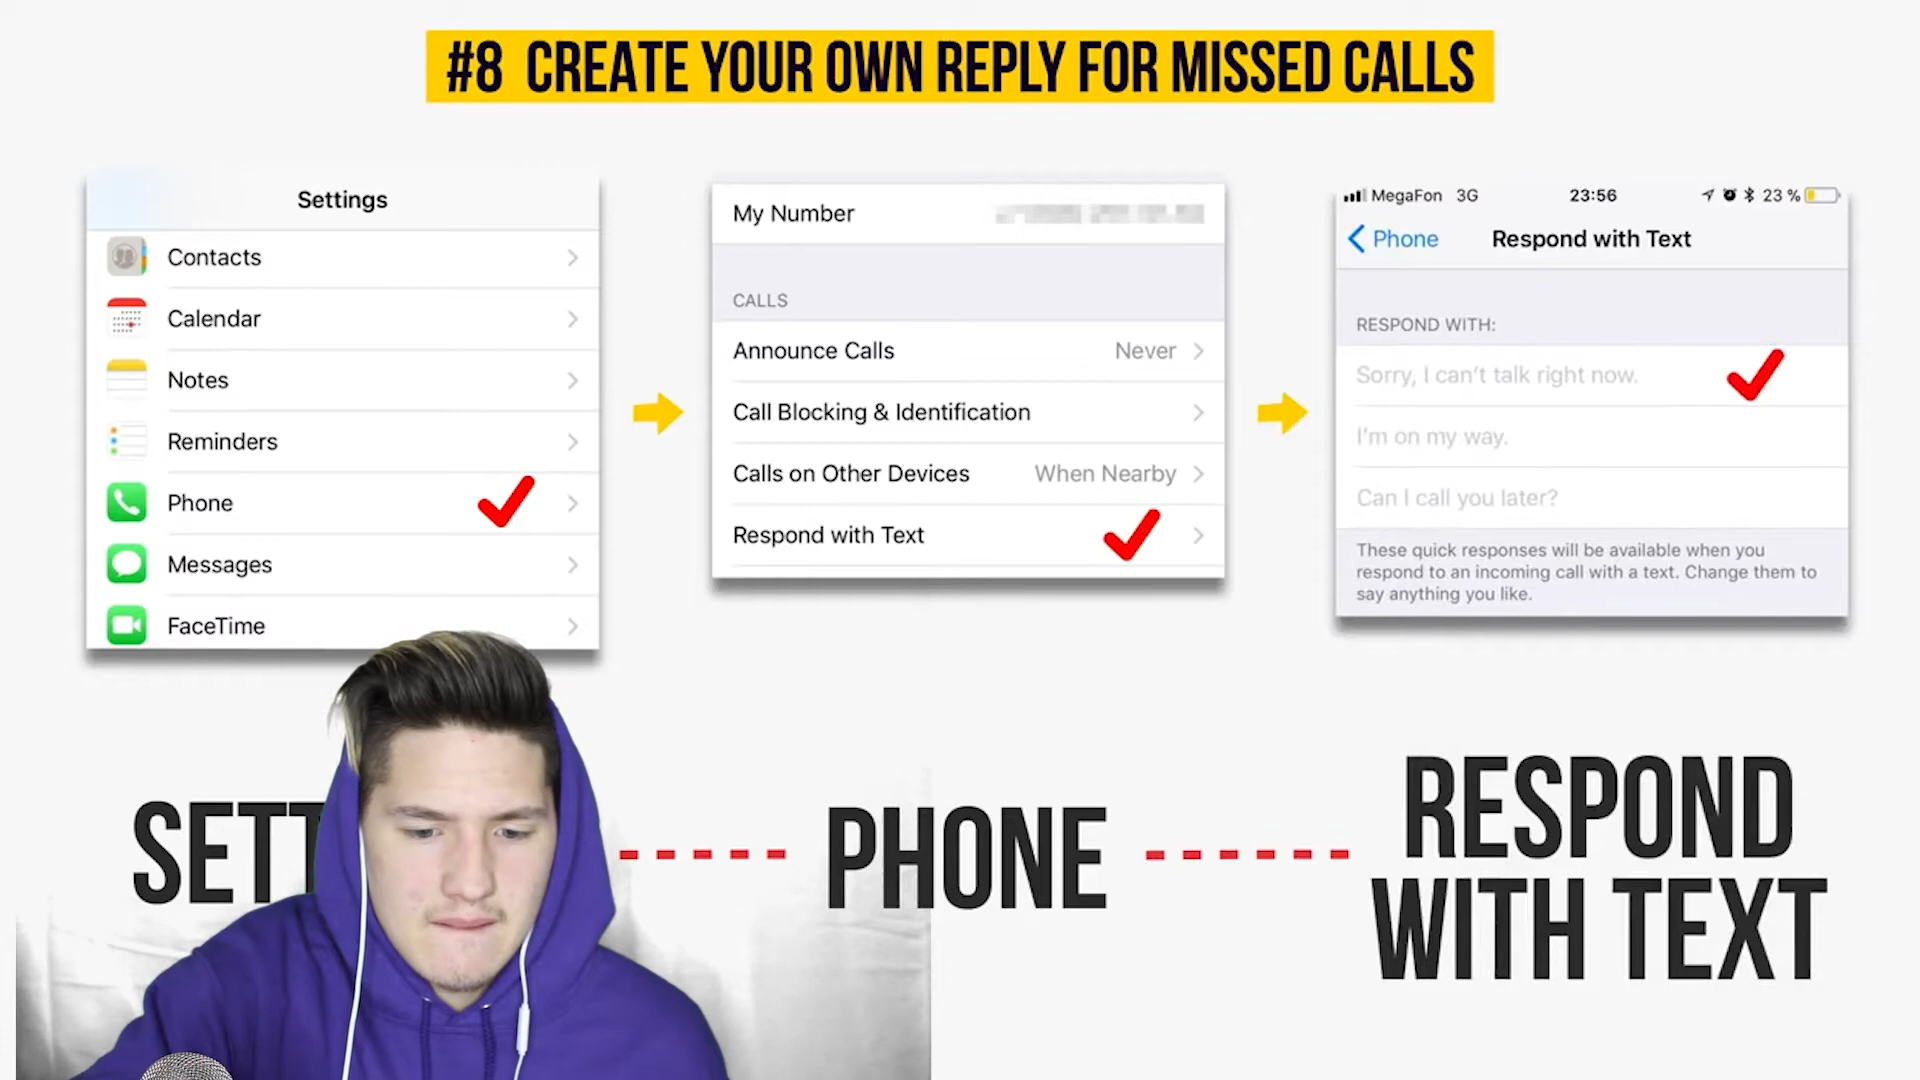 #8 CREATE YOUR OWN REPLY FOR MISSED CALLS
Settings
Contacts
Calendar
Notes
Reminders
Phone
Messages
FaceTime
My Number
CALLS
Announce Calls Never
Call Blocking & Identification
Calls on Other Devices When Nearby
Respond with Text
MegaFon 3G 23:56 23 %
Phone Respond with Text
RESPOND WITH:
Sorry, I can't talk right now.
I'm on my way.
Can I call you later?
These quick responses will be available when you
respond to an incoming call with a text. Change them to
say anything you like.
SETT
PHONE
RESPOND
WITH TEXT